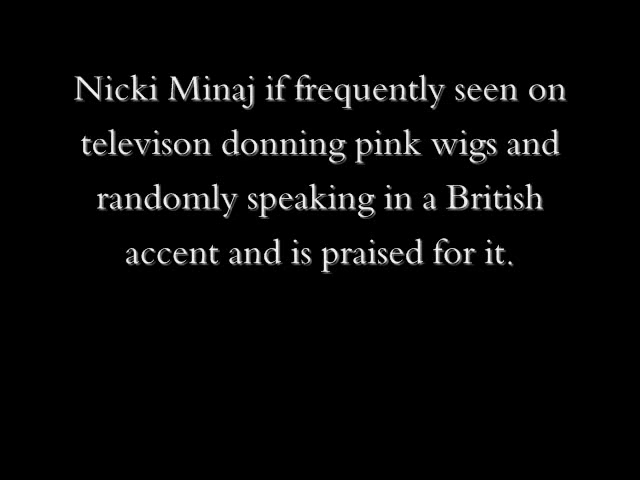 Nicki Minaj if frequently seen on
televison donning pink wigs and
randomly speaking in a British
accent and is praised for it.